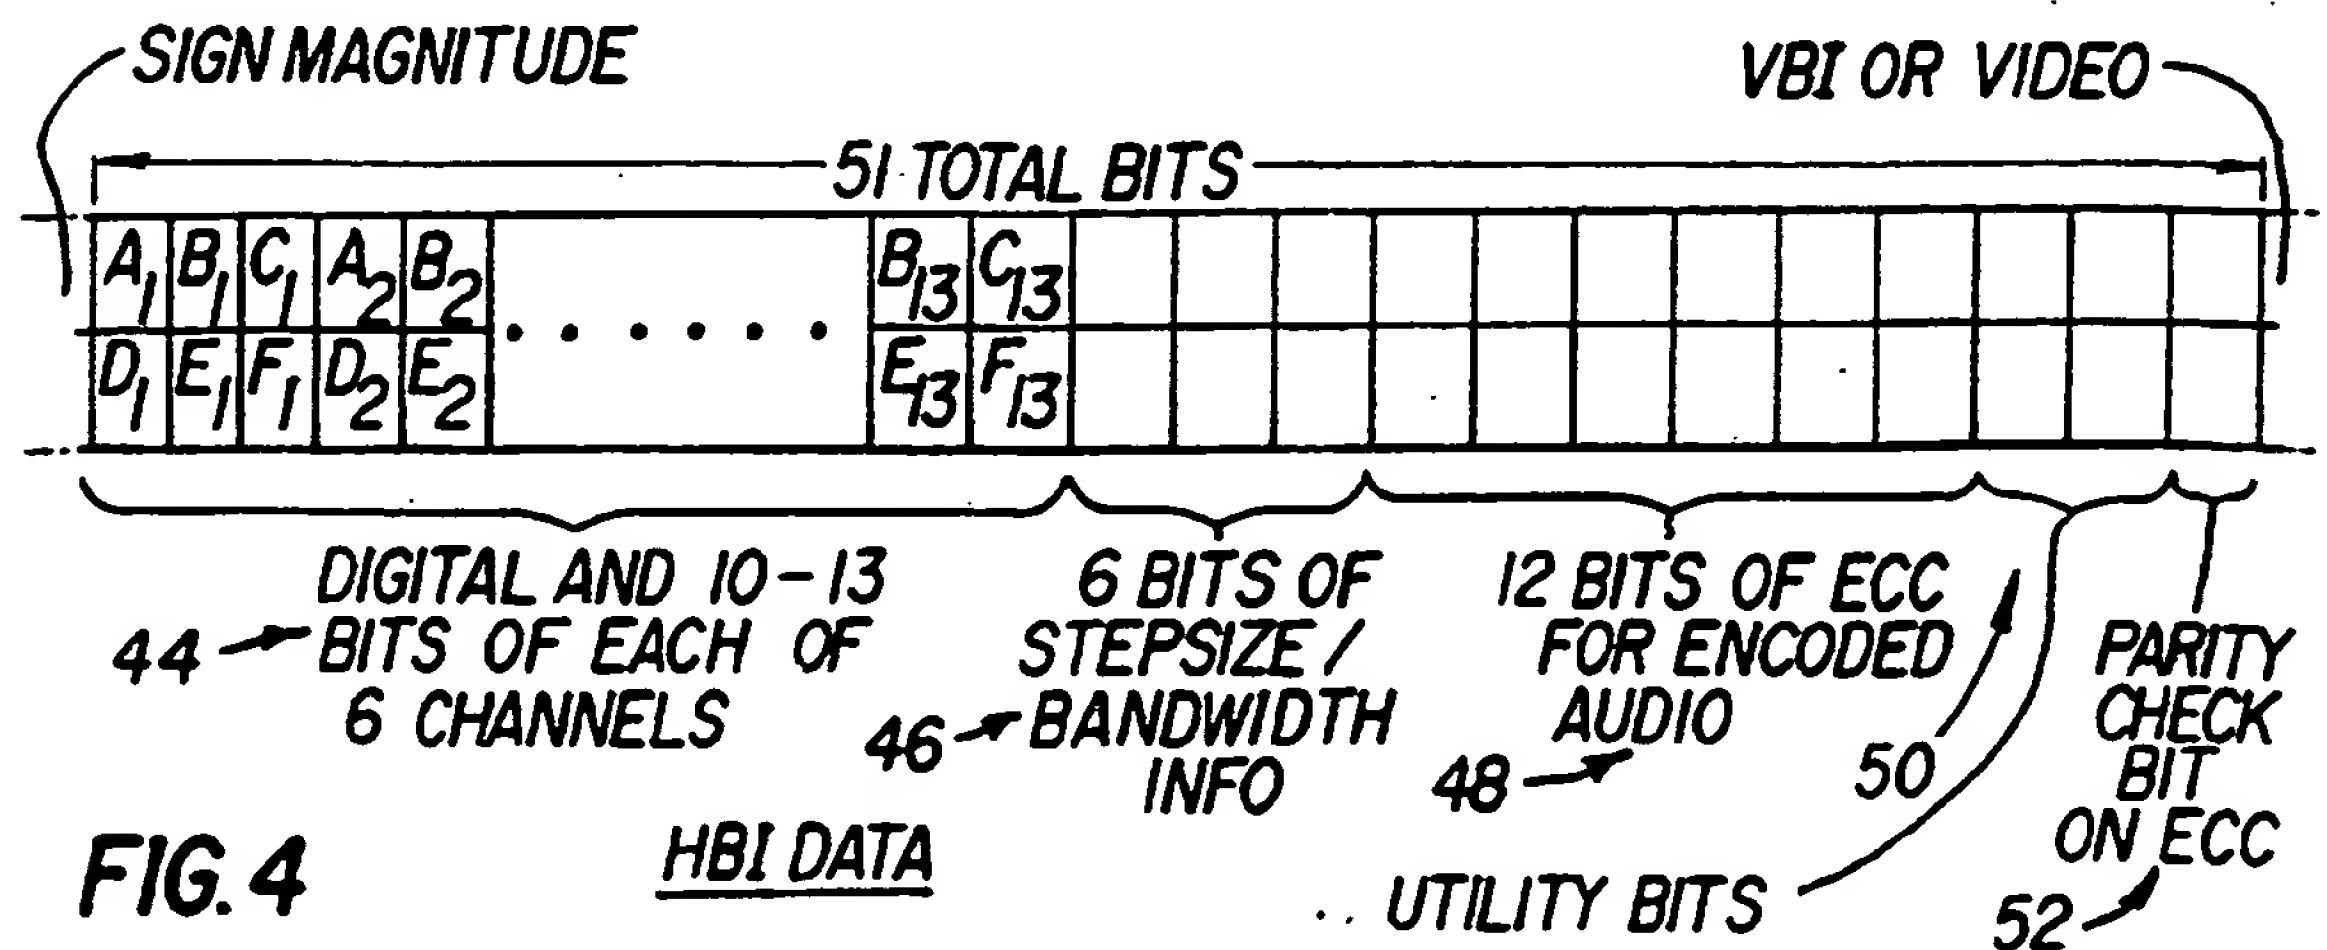 SIGN MAGNITUDE
VBI OR VIDEO
51 TOTAL BITS
A1 B1 C1 A2 B2 B13 C13
D1 E1 F1 D2 E2 ...... E13 F13
DIGITAL AND 10-13
BITS OF EACH OF
6 CHANNELS
44
6 BITS OF
STEPSIZE /
BANDWIDTH
INFO
46
12 BITS OF ECC
FOR ENCODED
AUDIO
48
50
UTILITY BITS
PARITY
CHECK
BIT
ON ECC
52
HBI DATA
FIG. 4